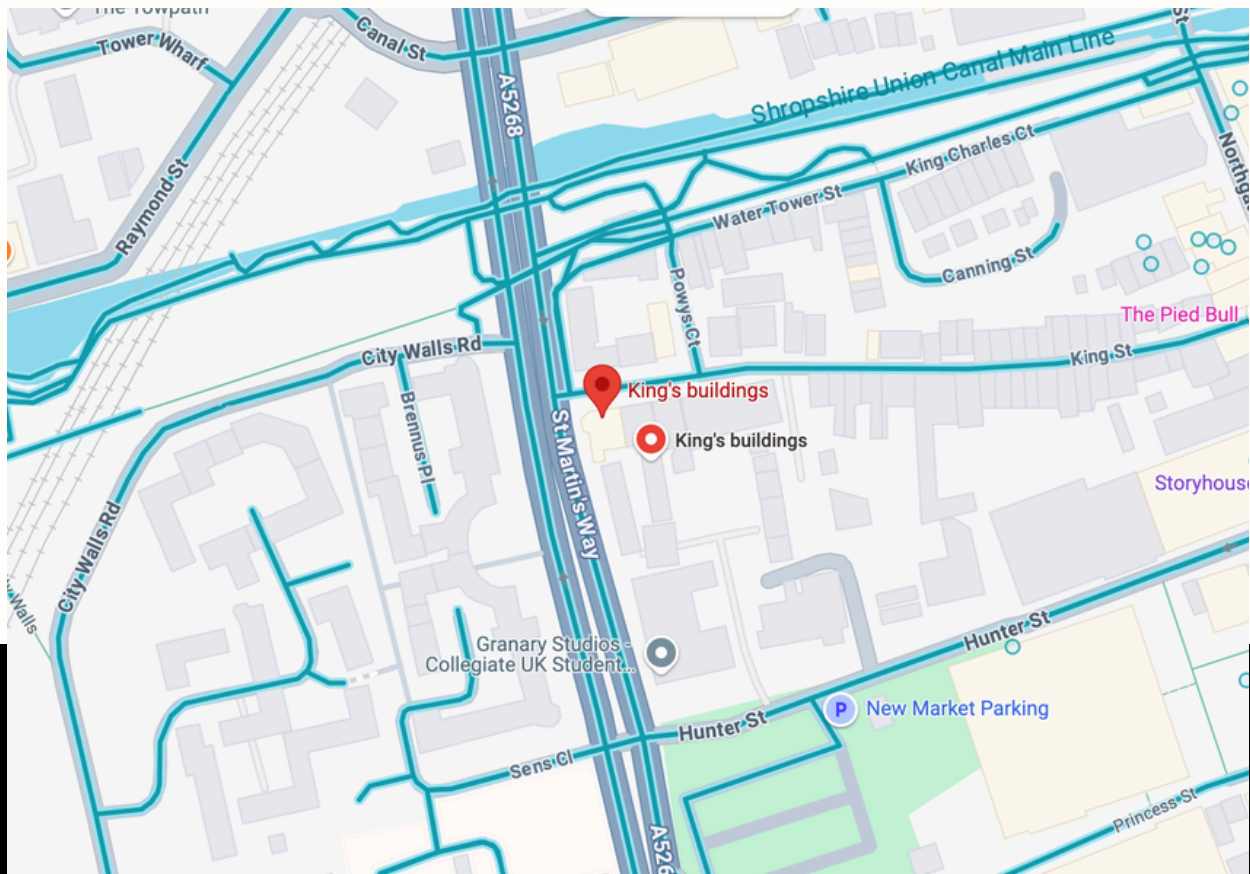 The Towpath
Tower Wharf
Canal St
A5268
Shropshire Union Canal Main Line
St
Raymond St
King Charles Ct
Northga
Water Tower St
Canning St
Powys Ct
The Pied Bull
City Walls Rd
King St
King's buildings
Brennus Pl
King's buildings
St Martin's Way
Storyhouse
City Walls Rd
y Walls
Hunter St
Granary Studios -
Collegiate UK Student...
P
New Market Parking
Hunter St
Sens Cl
Princess St
A526